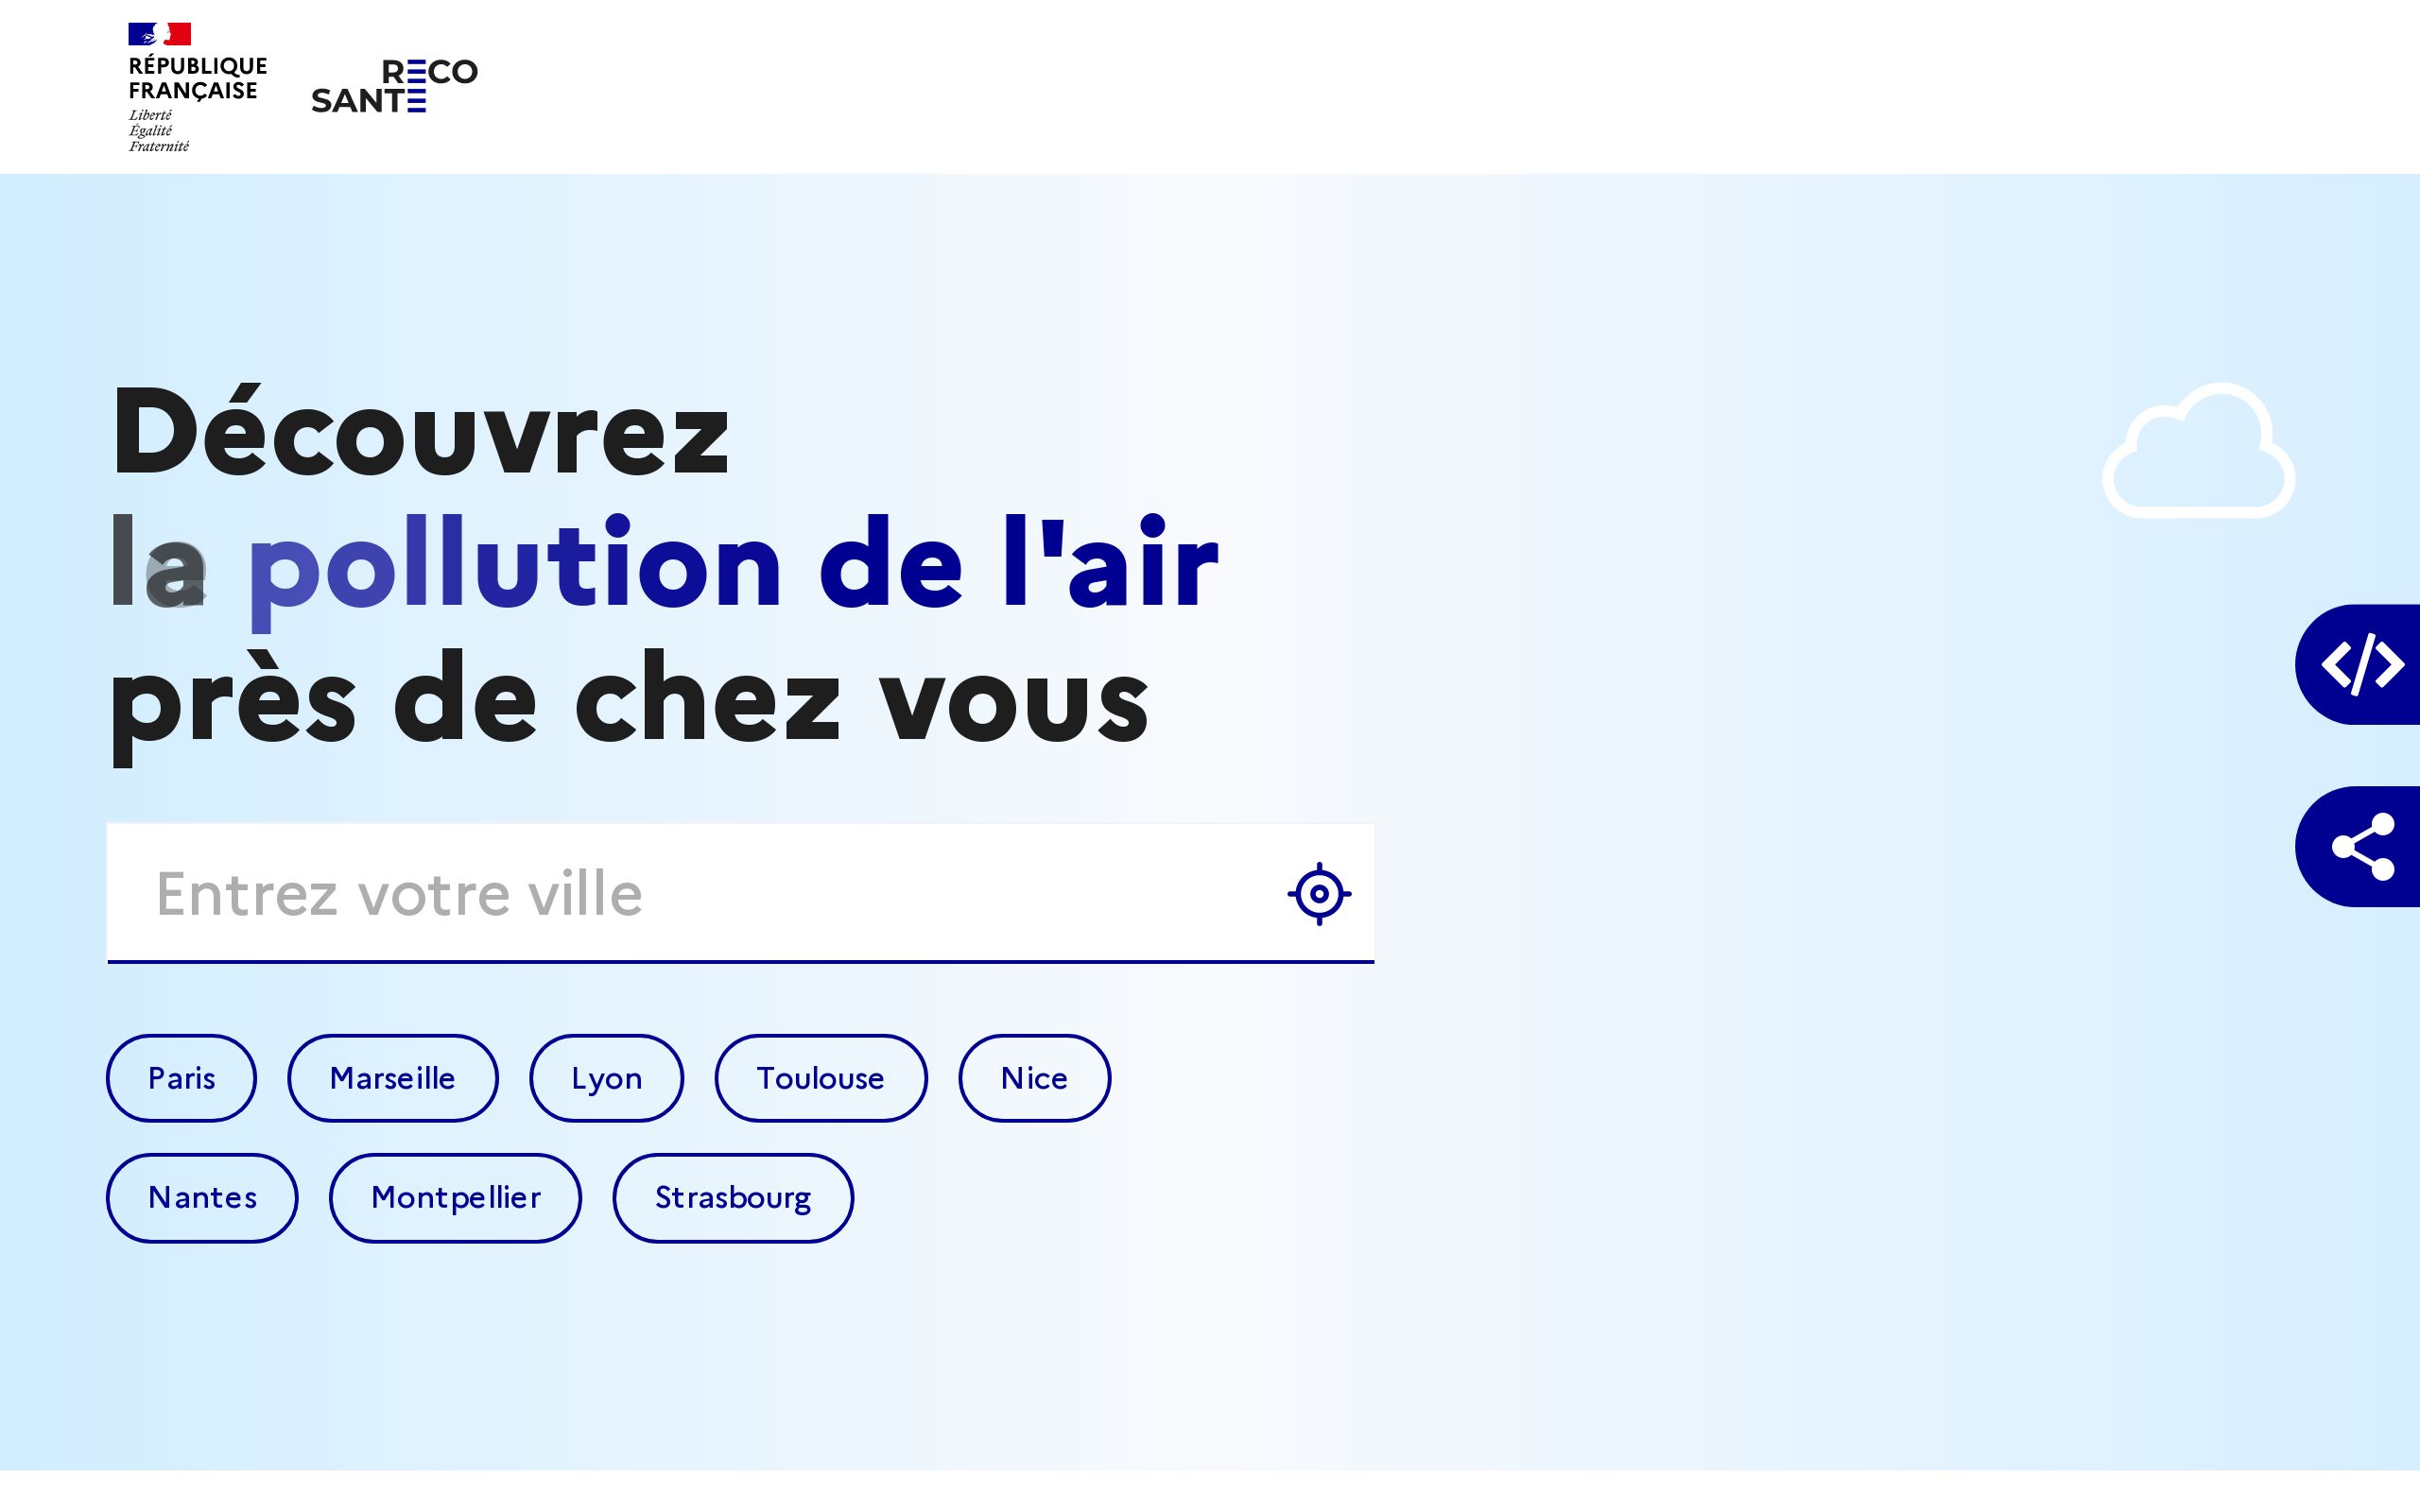 RÉPUBLIQUE
FRANÇAISE
Liberté
Égalité
Fraternité
RECO
SANTE
Découvrez
la pollution de l'air
près de chez vous
Entrez votre ville
Paris
Marseille
Lyon
Toulouse
Nice
Nantes
Montpellier
Strasbourg